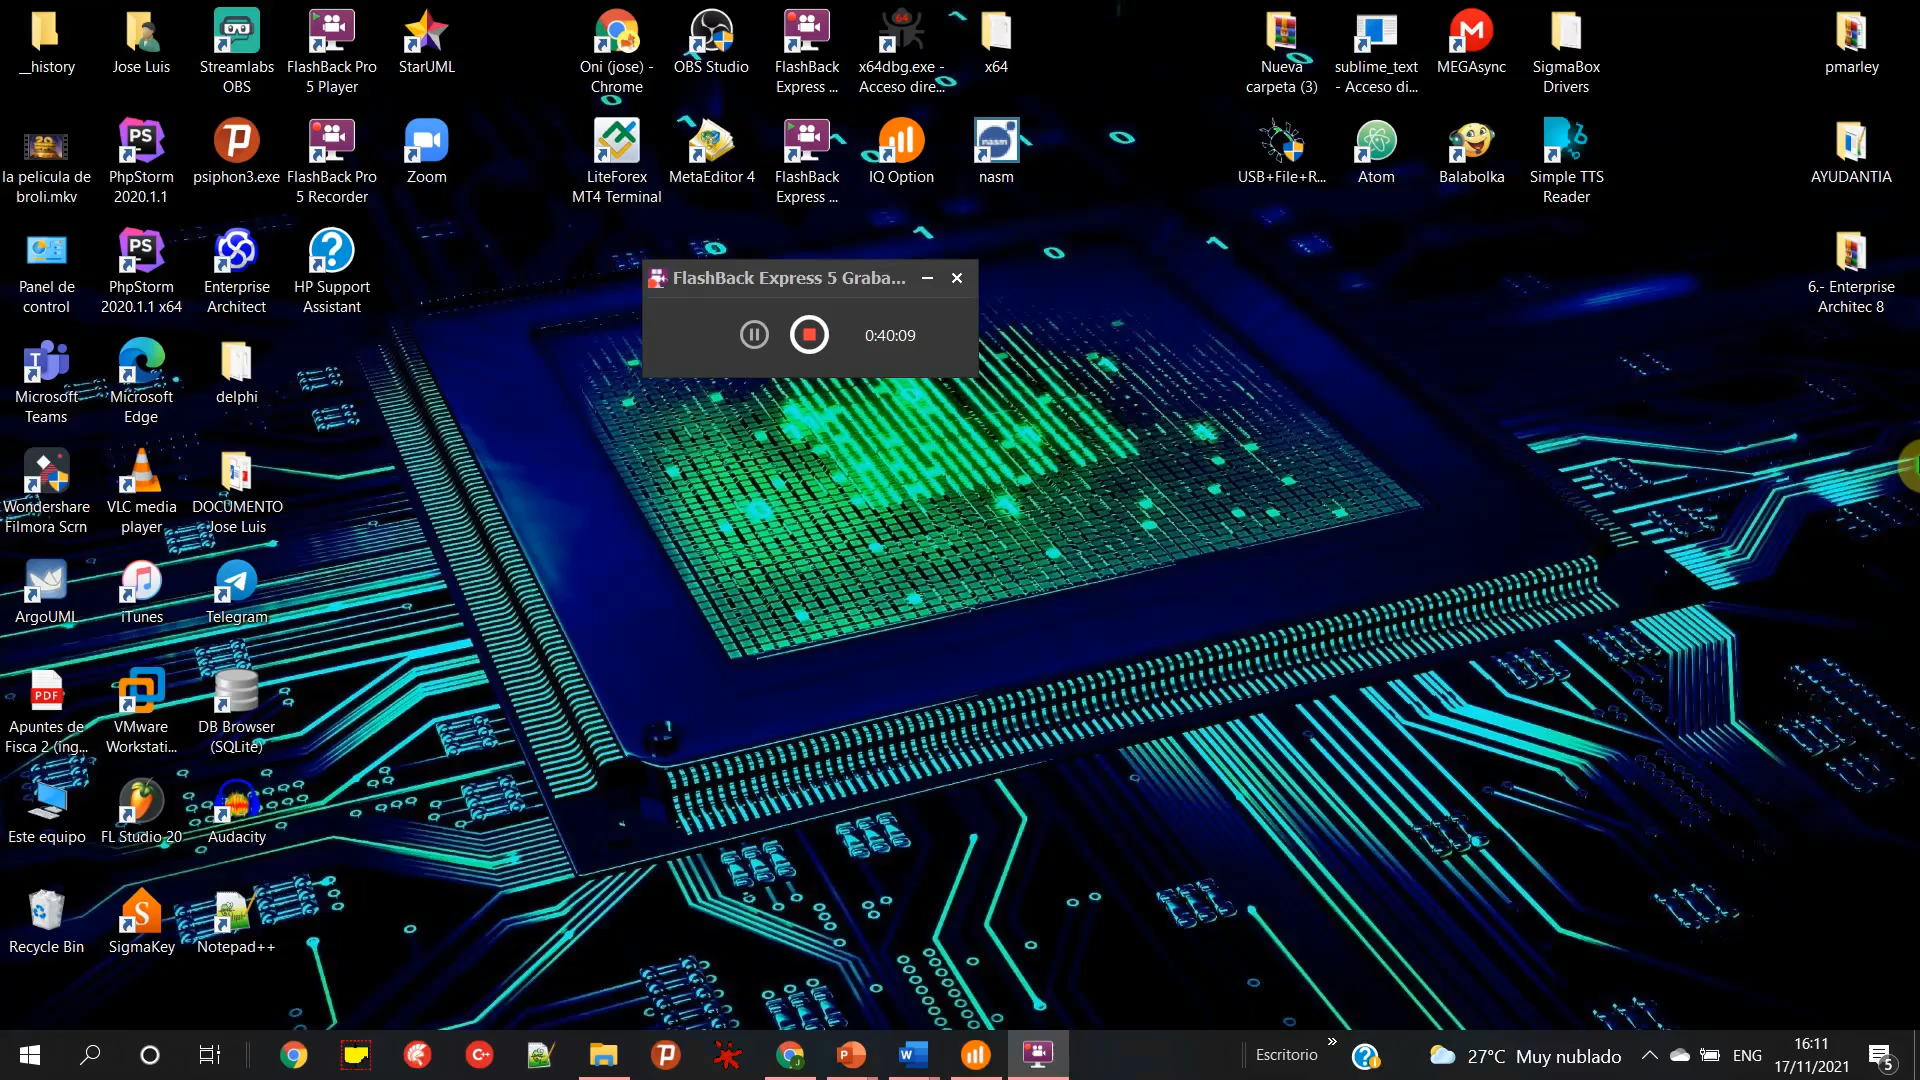 __history
Jose Luis
Streamlabs
OBS
FlashBack Pro
5 Player
StarUML
Oni (jose) -
Chrome
OBS Studio
FlashBack
Express ...
x64dbg.exe -
Acceso dire...
x64
Nueva
carpeta (3)
sublime_text
- Acceso di...
MEGAsync
SigmaBox
Drivers
pmarley
la pelicula de
broli.mkv
PhpStorm
2020.1.1
psiphon3.exe
FlashBack Pro
5 Recorder
Zoom
LiteForex
MT4 Terminal
MetaEditor 4
FlashBack
Express ...
IQ Option
nasm
USB+File+R...
Atom
Balabolka
Simple TTS
Reader
AYUDANTIA
Panel de
control
PhpStorm
2020.1.1 x64
Enterprise
Architect
HP Support
Assistant
FlashBack Express 5 Graba...
0:40:09
6.- Enterprise
Architec 8
Microsoft
Teams
Microsoft
Edge
delphi
Wondershare
Filmora Scrn
VLC media
player
DOCUMENTO
Jose Luis
ArgoUML
iTunes
Telegram
Apuntes de
Fisca 2 (ing...
VMware
Workstati...
DB Browser
(SQLite)
Este equipo
FL Studio 20
Audacity
Recycle Bin
SigmaKey
Notepad++
Escritorio
27°C Muy nublado
ENG
16:11
17/11/2021
5